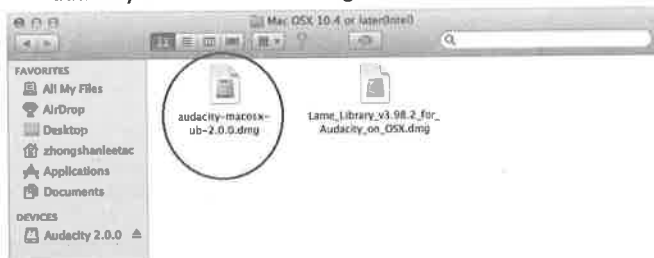 Mac OSX 10.4 or later(Intel)
FAVORITES
All My Files
AirDrop
Desktop
zhongshanleetac
Applications
Documents
DEVICES
Audacity 2.0.0
audacity-macosx-
ub-2.0.0.dmg
Lame_Library_v3.98.2_for_
Audacity_on_OSX.dmg